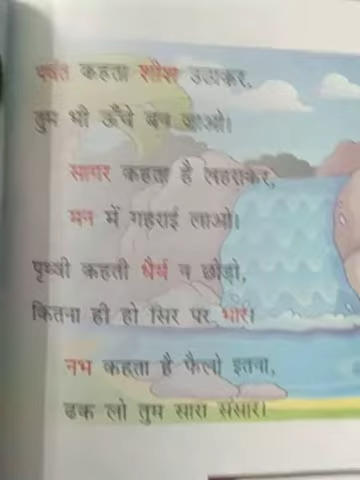 पर्वत कहता शीश उठाकर,
तुम भी ऊँचे बन जाओ।
सागर कहता है लहराकर,
मन में गहराई लाओ।
पृथ्वी कहती धैर्य न छोड़ो,
कितना ही हो सिर पर भार।
नभ कहता है फैलो इतना,
ढक लो तुम सारा संसार।